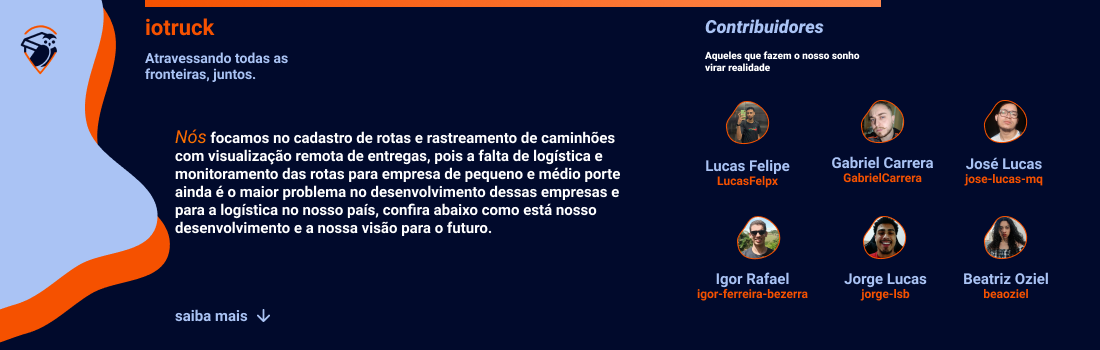 iotruck
Atravessando todas as
fronteiras, juntos.
Nós focamos no cadastro de rotas e rastreamento de caminhões
com visualização remota de entregas, pois a falta de logística e
monitoramento das rotas para empresa de pequeno e médio porte
ainda é o maior problema no desenvolvimento dessas empresas e
para a logística no nosso país, confira abaixo como está nosso
desenvolvimento e a nossa visão para o futuro.
saiba mais
Contribuidores
Aqueles que fazem o nosso sonho
virar realidade
Lucas Felipe
LucasFelpx
Gabriel Carrera
GabrielCarrera
José Lucas
jose-lucas-mq
Igor Rafael
igor-ferreira-bezerra
Jorge Lucas
jorge-lsb
Beatriz Oziel
beaoziel